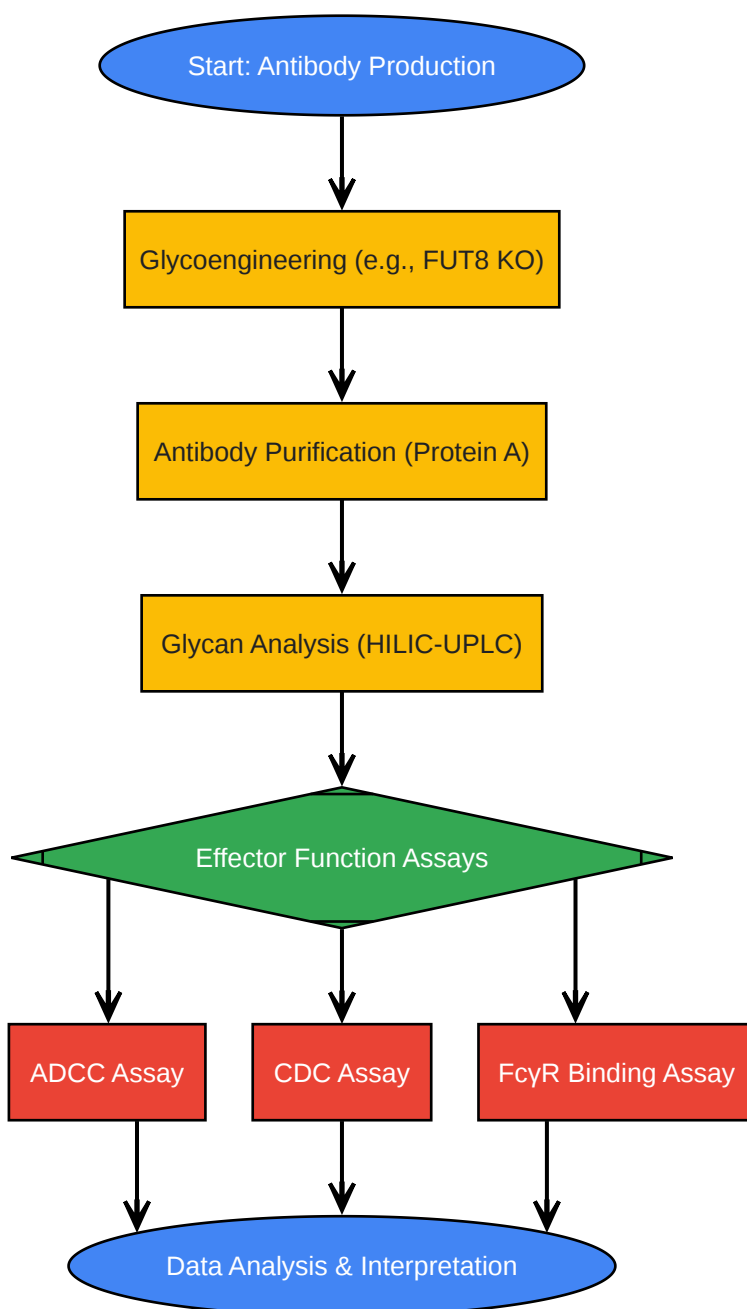 Start: Antibody Production
Glycoengineering (e.g., FUT8 KO)
Antibody Purification (Protein A)
Glycan Analysis (HILIC-UPLC)
Effector Function Assays
ADCC Assay
CDC Assay
FcγR Binding Assay
Data Analysis & Interpretation